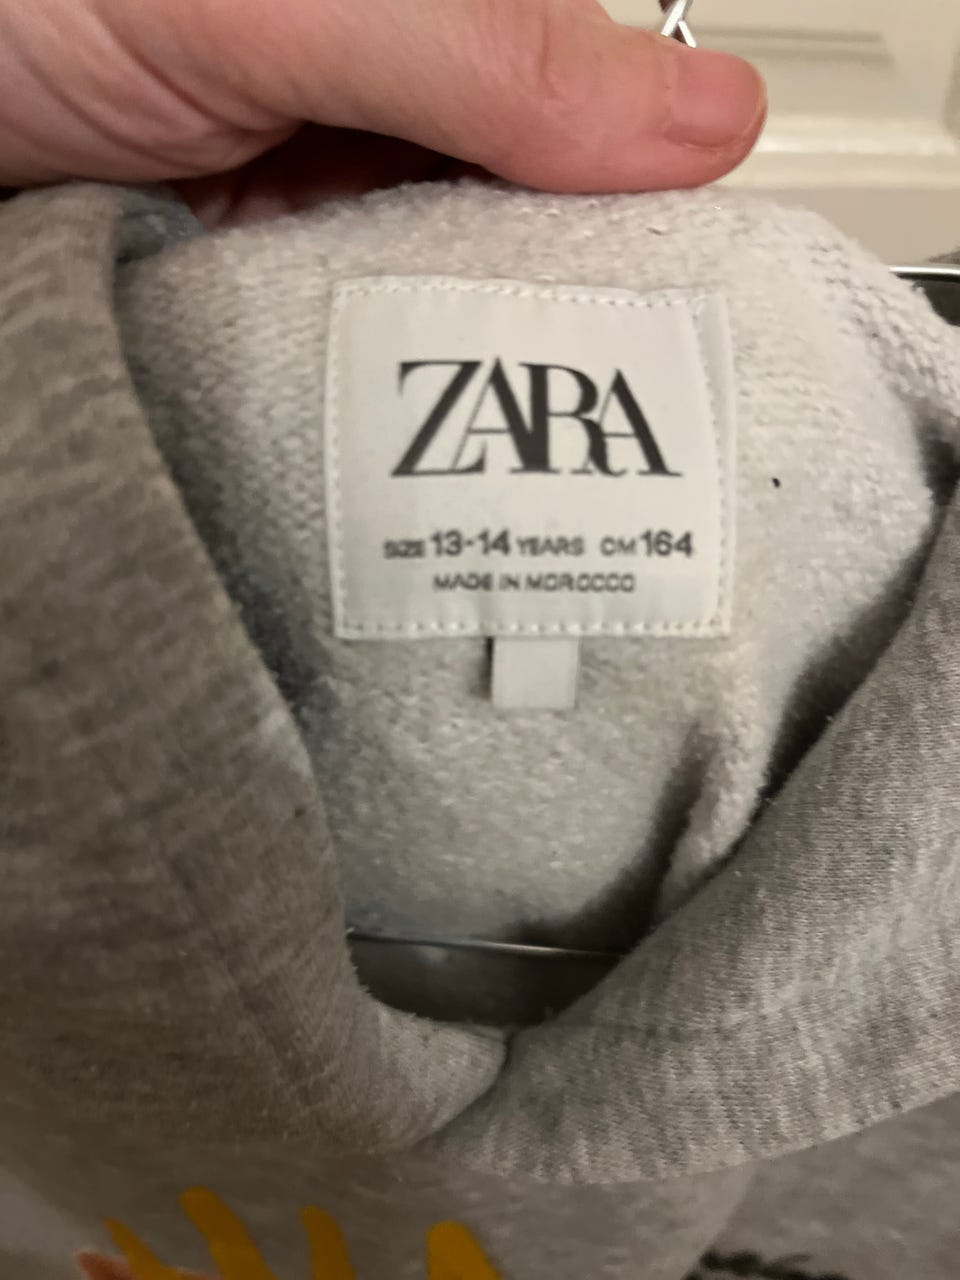 ZARA
SIZE 13-14 YEARS CM 164
MADE IN MOROCCO